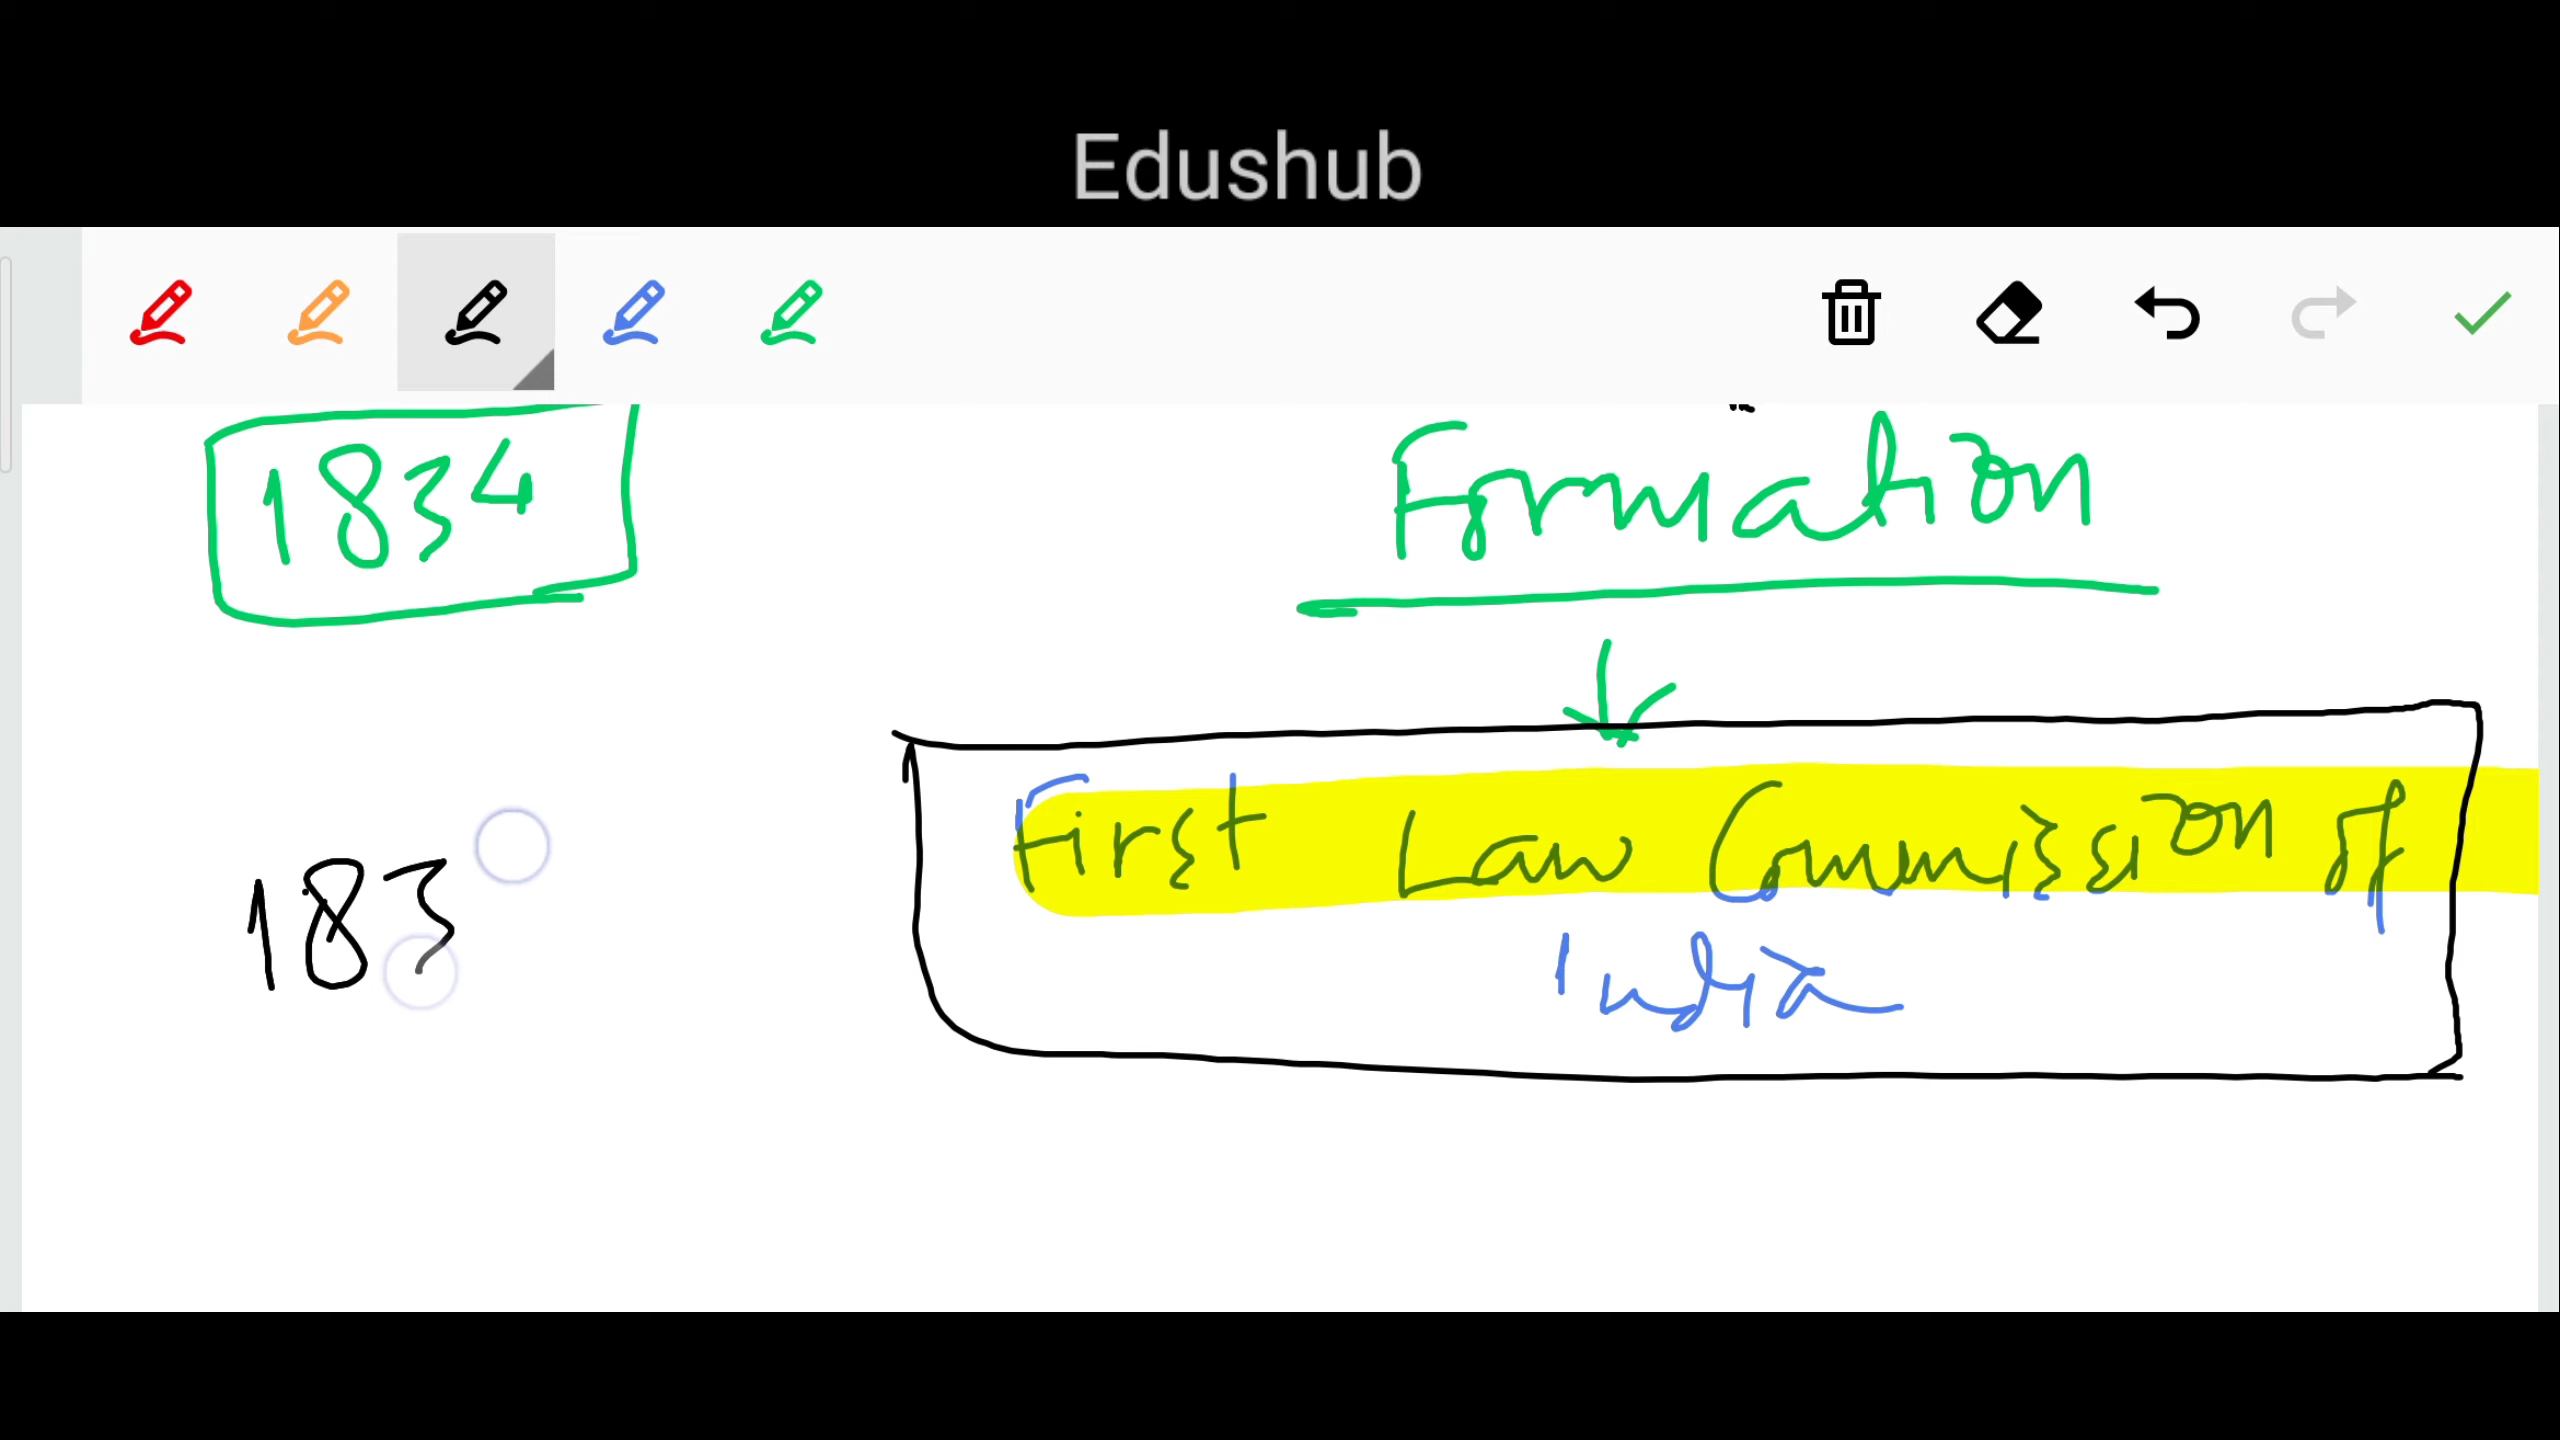 Edushub
1834
Formation
First Law Commission of
India
183